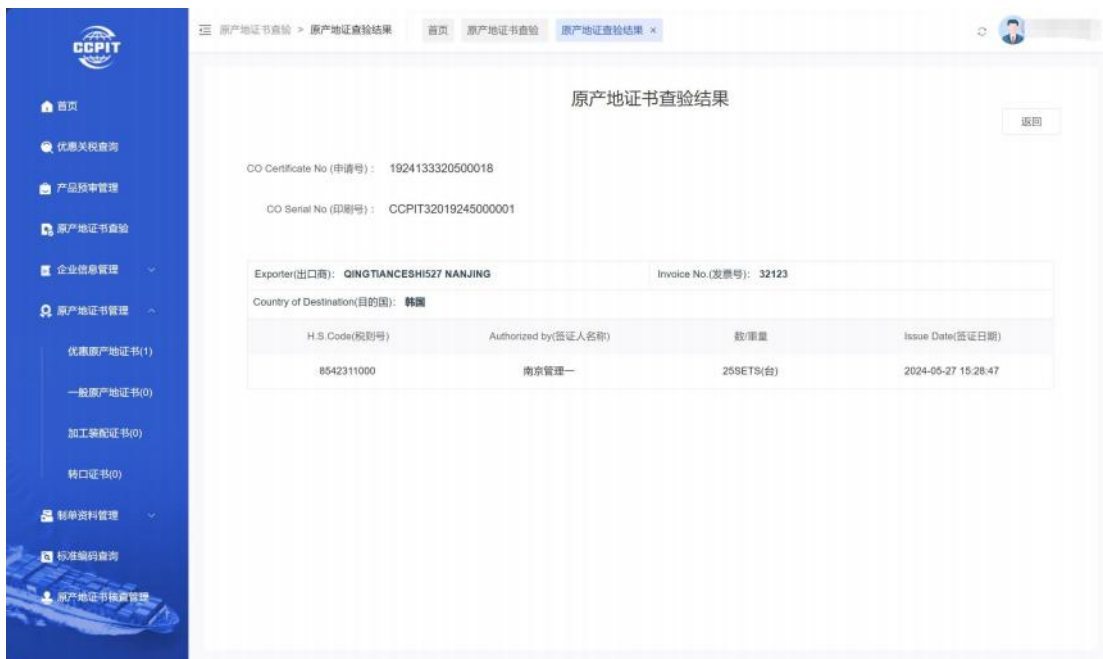 CCPIT
原产地证书查验 > 原产地证查验结果
首页
原产地证书查验
原产地证查验结果 ×
首页
优惠关税查询
产品预审管理
原产地证书查验
企业信息管理
原产地证书管理
优惠原产地证书(1)
一般原产地证书(0)
加工装配证书(0)
转口证书(0)
制单资料管理
标准编码查询
原产地证书核查管理
原产地证书查验结果
返回
CO Certificate No (申请号) : 1924133320500018
CO Serial No (印刷号) : CCPIT32019245000001
Exporter(出口商): QINGTIANCESHI527 NANJING
Invoice No.(发票号): 32123
Country of Destination(目的国): 韩国
H.S.Code(税则号) Authorized by(签证人名称) 数/重量 Issue Date(签证日期)
8542311000 南京管理一 25SETS(台) 2024-05-27 15:28:47